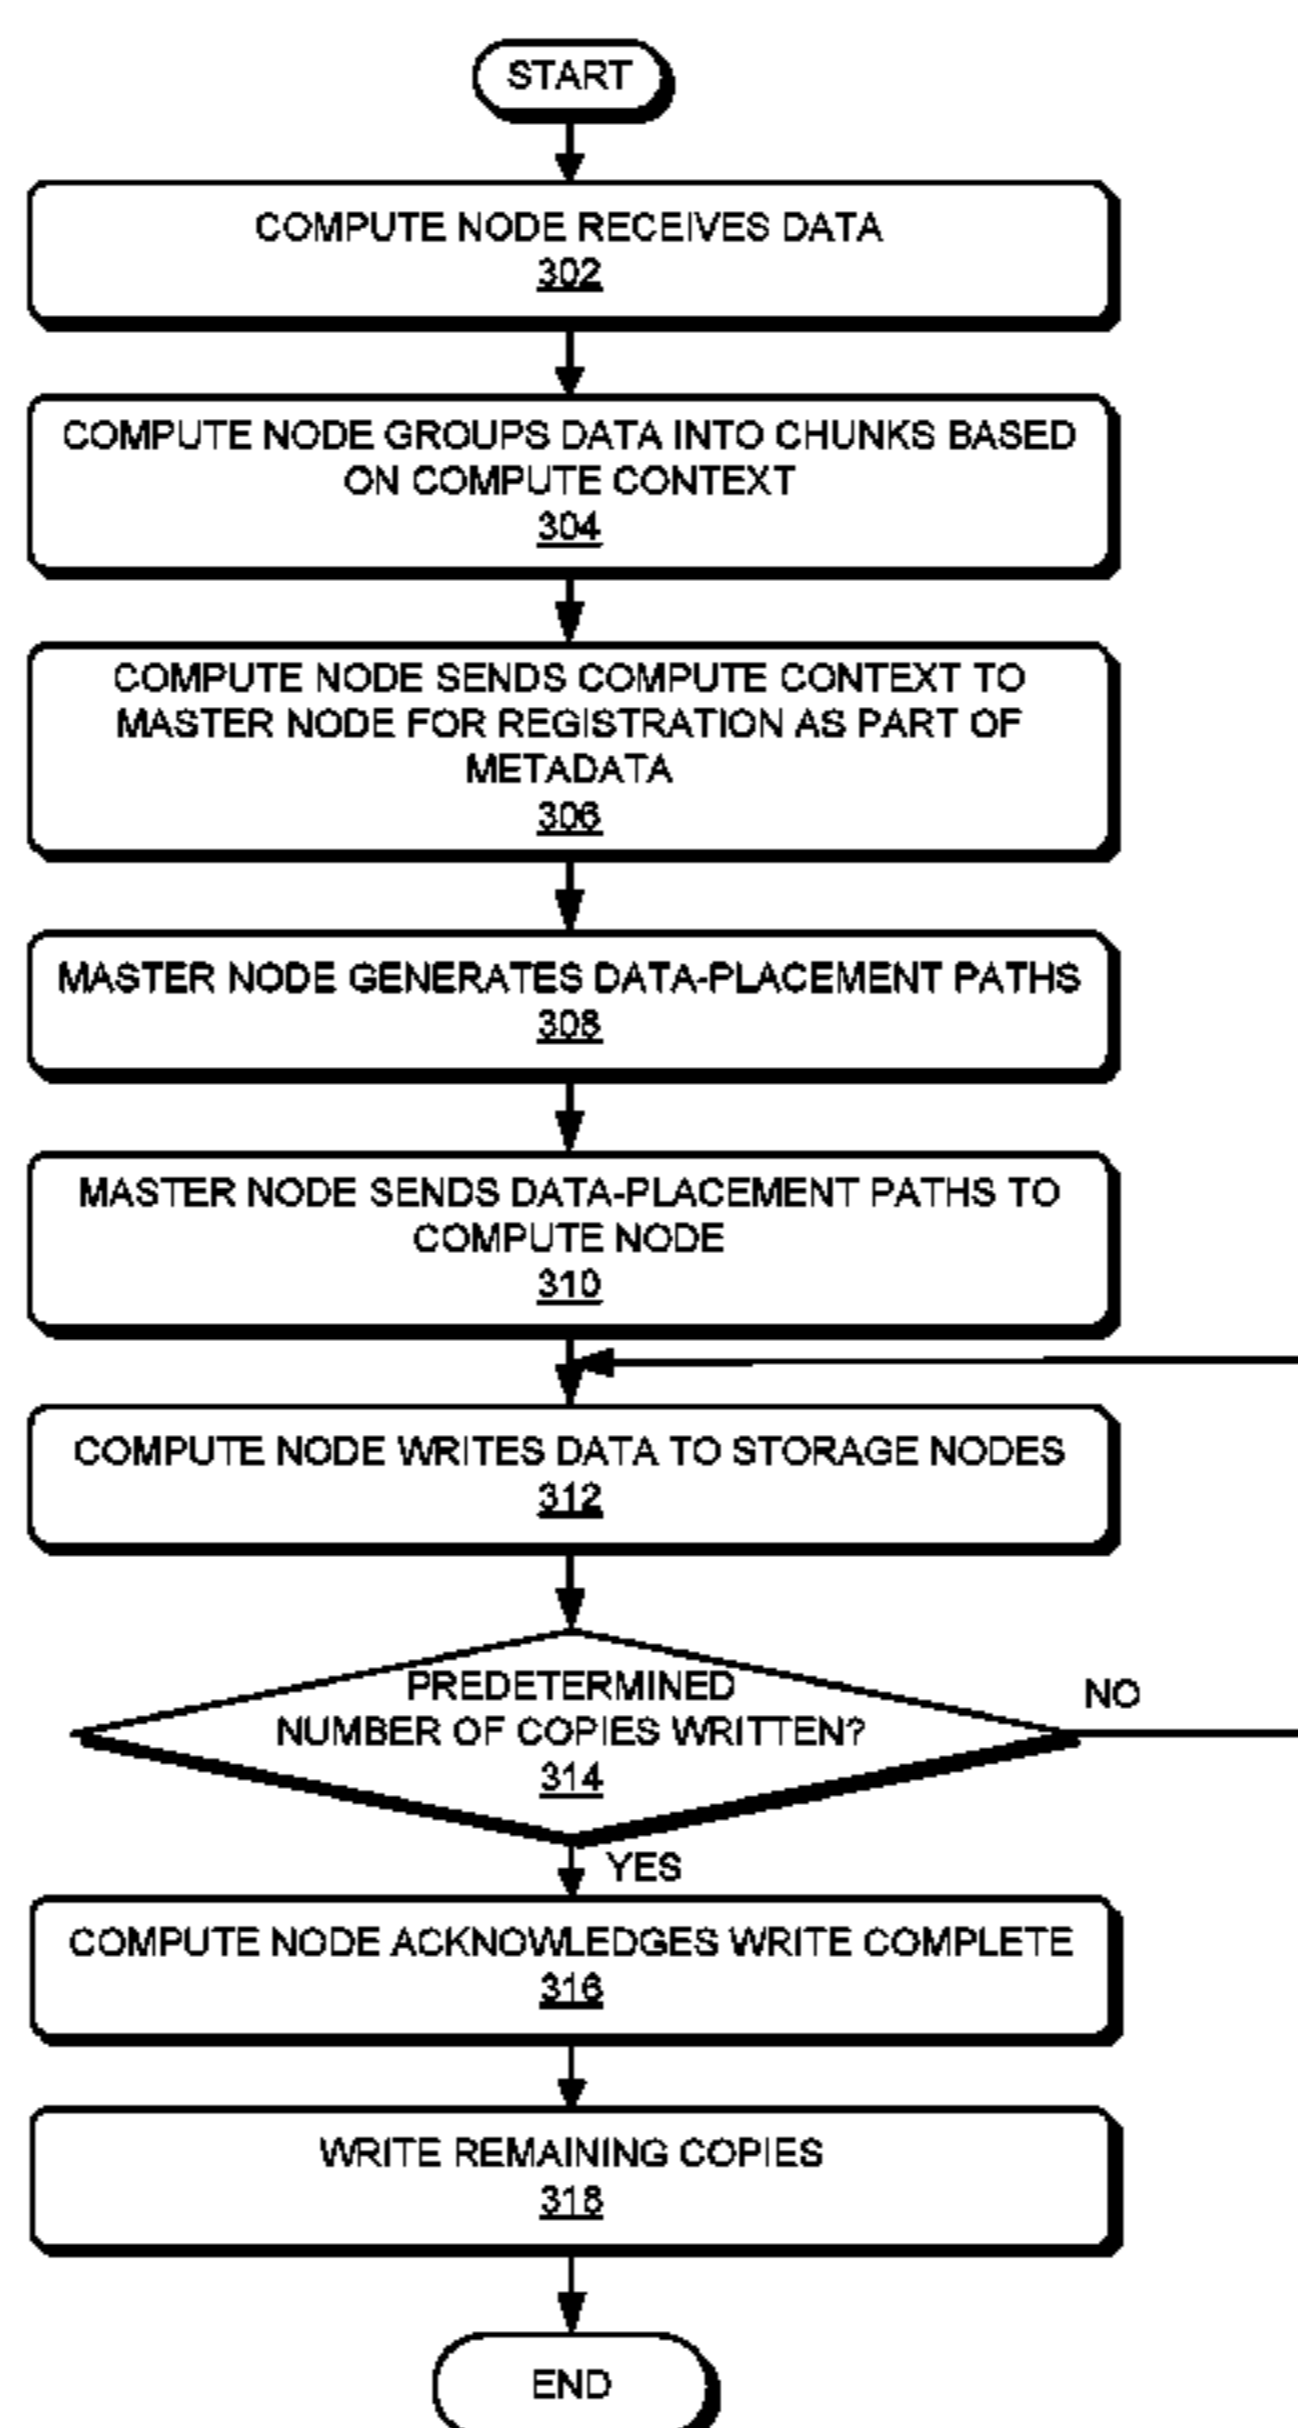 START
COMPUTE NODE RECEIVES DATA
302
COMPUTE NODE GROUPS DATA INTO CHUNKS BASED
ON COMPUTE CONTEXT
304
COMPUTE NODE SENDS COMPUTE CONTEXT TO
MASTER NODE FOR REGISTRATION AS PART OF
METADATA
306
MASTER NODE GENERATES DATA-PLACEMENT PATHS
308
MASTER NODE SENDS DATA-PLACEMENT PATHS TO
COMPUTE NODE
310
COMPUTE NODE WRITES DATA TO STORAGE NODES
312
PREDETERMINED
NUMBER OF COPIES WRITTEN?
314
NO
YES
COMPUTE NODE ACKNOWLEDGES WRITE COMPLETE
316
WRITE REMAINING COPIES
318
END